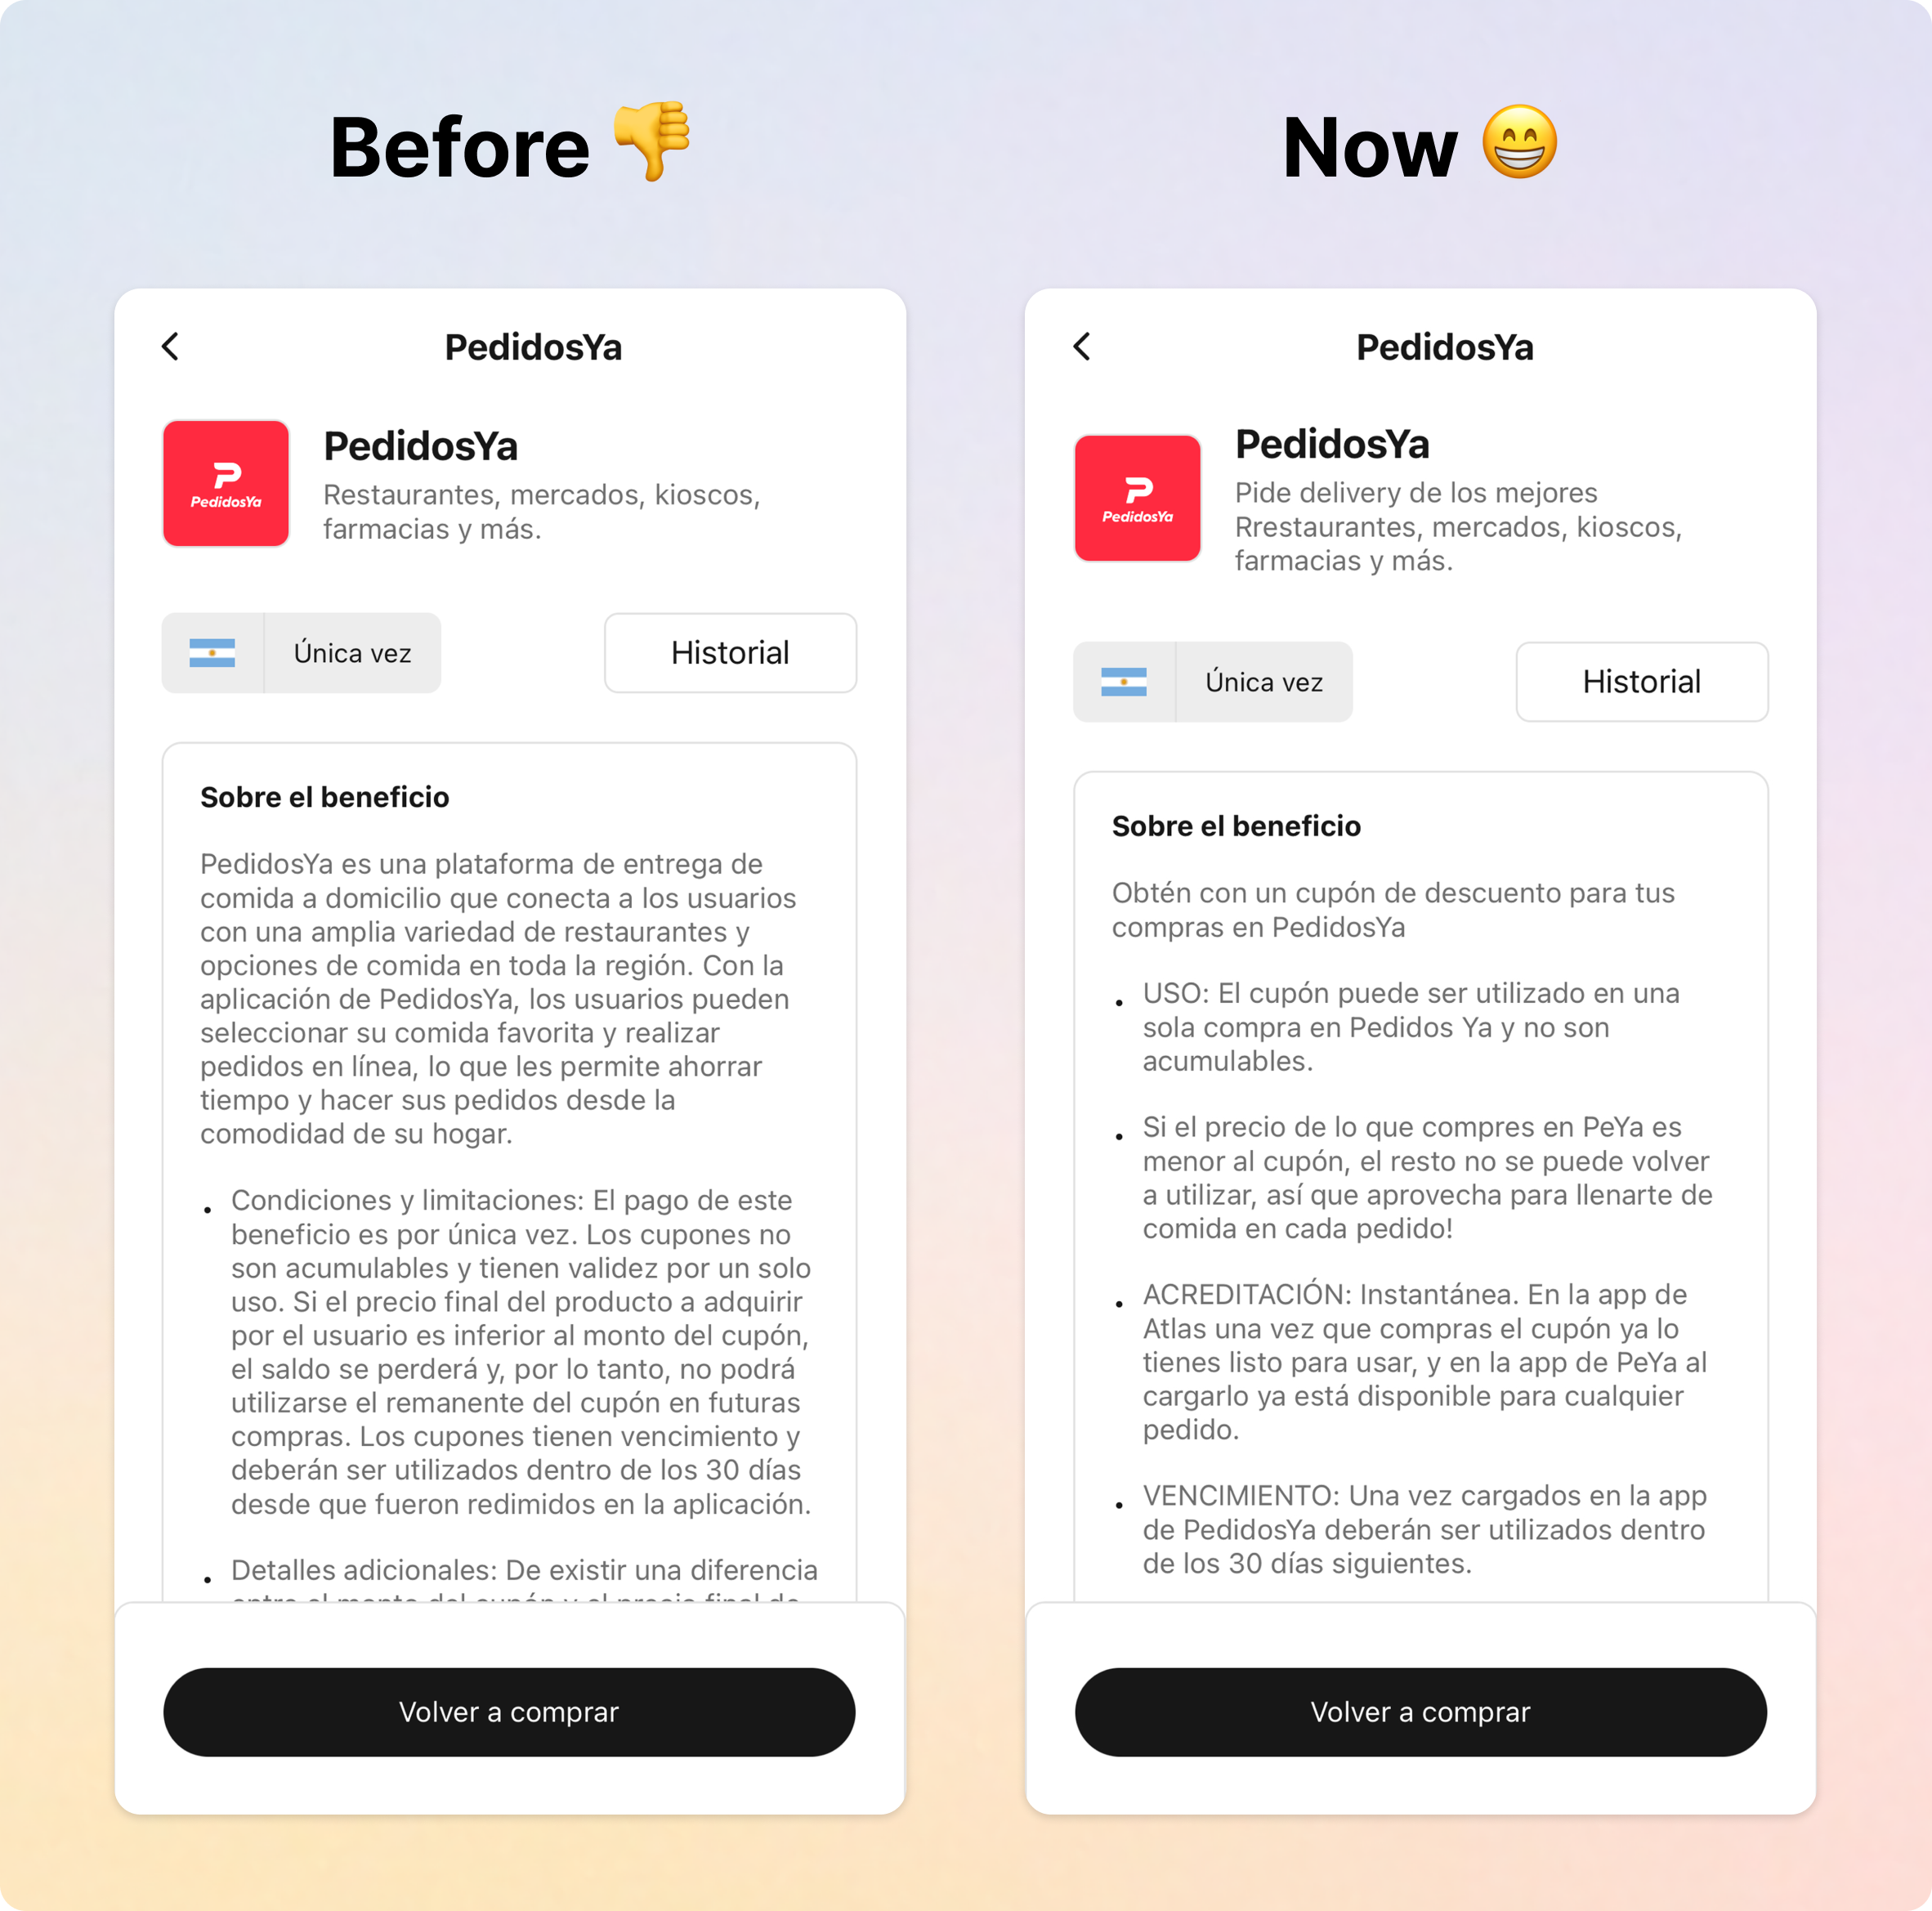 Before 👎
Now 😁
PedidosYa
PedidosYa
PedidosYa
Restaurantes, mercados, kioscos,
farmacias y más.
Única vez
Historial
Sobre el beneficio
PedidosYa es una plataforma de entrega de
comida a domicilio que conecta a los usuarios
con una amplia variedad de restaurantes y
opciones de comida en toda la región. Con la
aplicación de PedidosYa, los usuarios pueden
seleccionar su comida favorita y realizar
pedidos en línea, lo que les permite ahorrar
tiempo y hacer sus pedidos desde la
comodidad de su hogar.
• Condiciones y limitaciones: El pago de este
beneficio es por única vez. Los cupones no
son acumulables y tienen validez por un solo
uso. Si el precio final del producto a adquirir
por el usuario es inferior al monto del cupón,
el saldo se perderá y, por lo tanto, no podrá
utilizarse el remanente del cupón en futuras
compras. Los cupones tienen vencimiento y
deberán ser utilizados dentro de los 30 días
desde que fueron redimidos en la aplicación.
• Detalles adicionales: De existir una diferencia
entre el monto del cupón y el precio final de
Volver a comprar
PedidosYa
PedidosYa
PedidosYa
Pide delivery de los mejores
Rrestaurantes, mercados, kioscos,
farmacias y más.
Única vez
Historial
Sobre el beneficio
Obtén con un cupón de descuento para tus
compras en PedidosYa
• USO: El cupón puede ser utilizado en una
sola compra en Pedidos Ya y no son
acumulables.
• Si el precio de lo que compres en PeYa es
menor al cupón, el resto no se puede volver
a utilizar, así que aprovecha para llenarte de
comida en cada pedido!
• ACREDITACIÓN: Instantánea. En la app de
Atlas una vez que compras el cupón ya lo
tienes listo para usar, y en la app de PeYa al
cargarlo ya está disponible para cualquier
pedido.
• VENCIMIENTO: Una vez cargados en la app
de PedidosYa deberán ser utilizados dentro
de los 30 días siguientes.
Volver a comprar